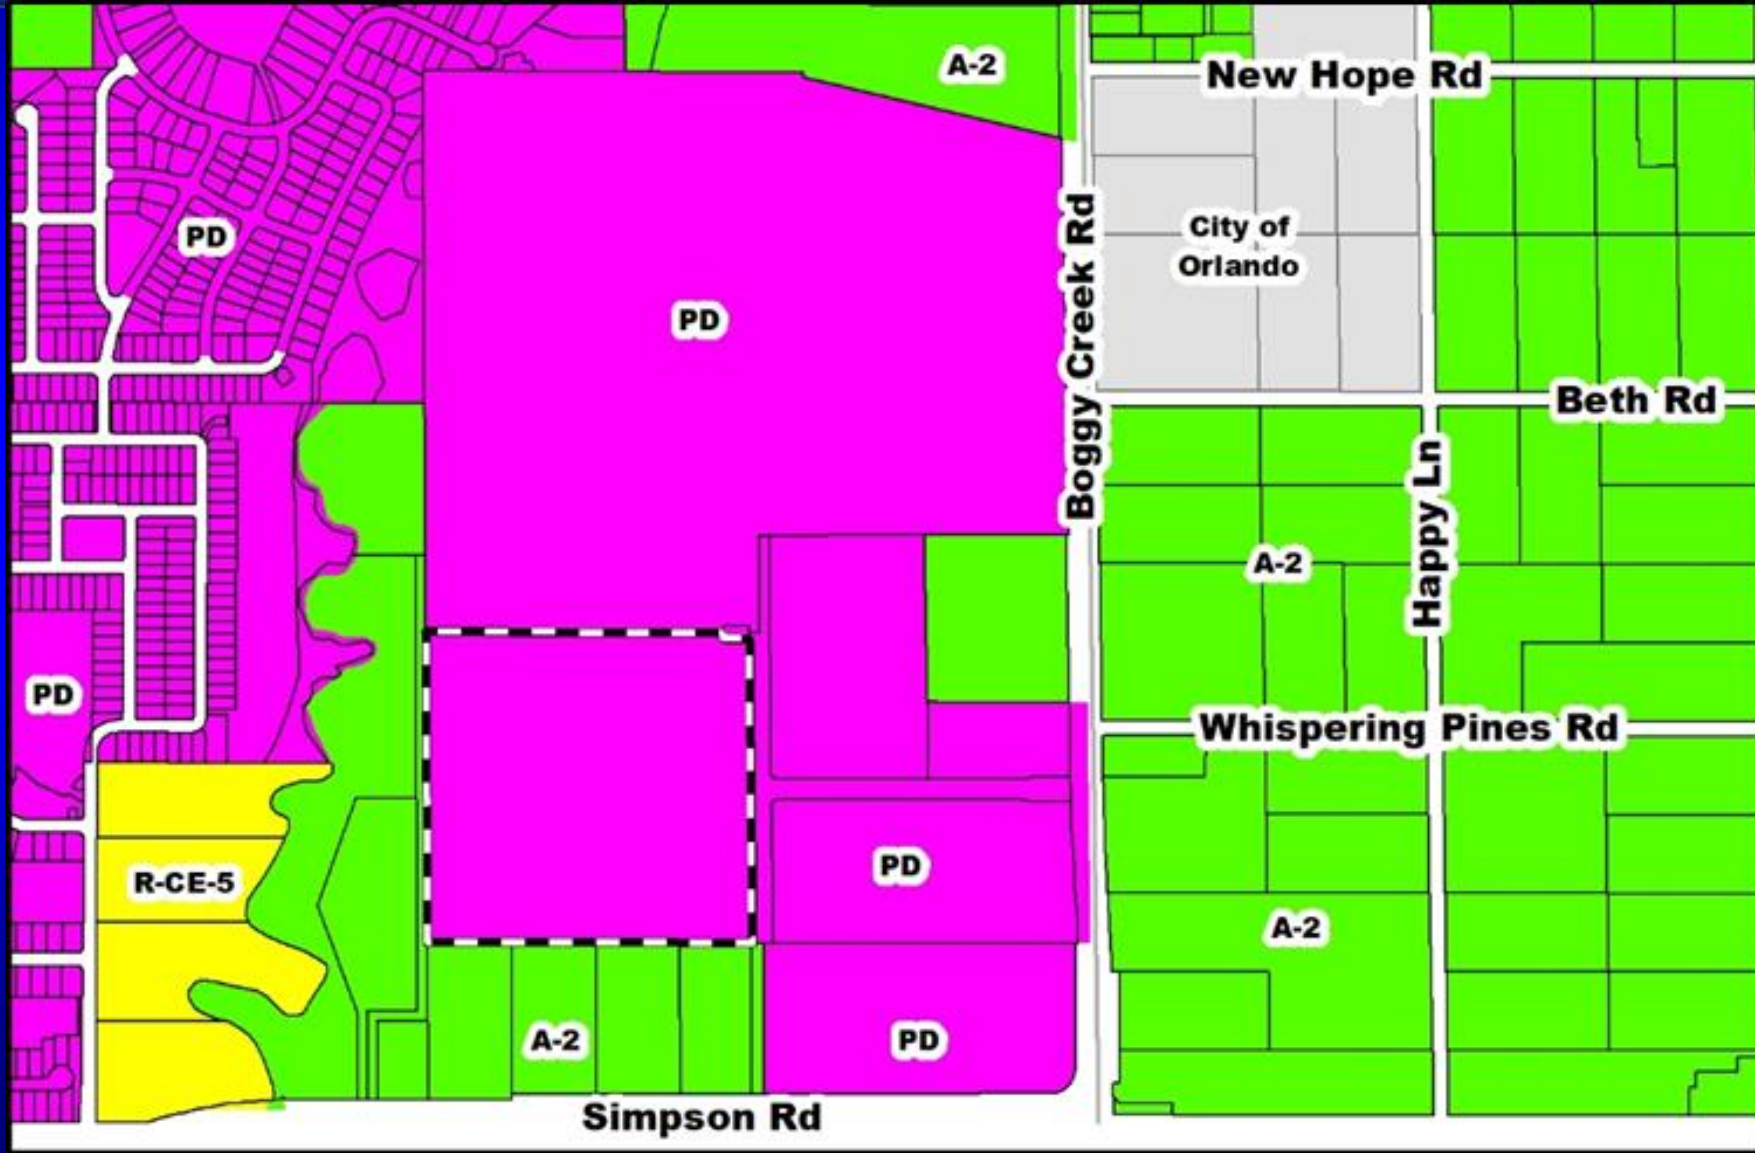 A-2
New Hope Rd
PD
City of
Orlando
PD
Boggy Creek Rd
Beth Rd
Happy Ln
A-2
PD
Whispering Pines Rd
PD
R-CE-5
A-2
A-2
PD
Simpson Rd